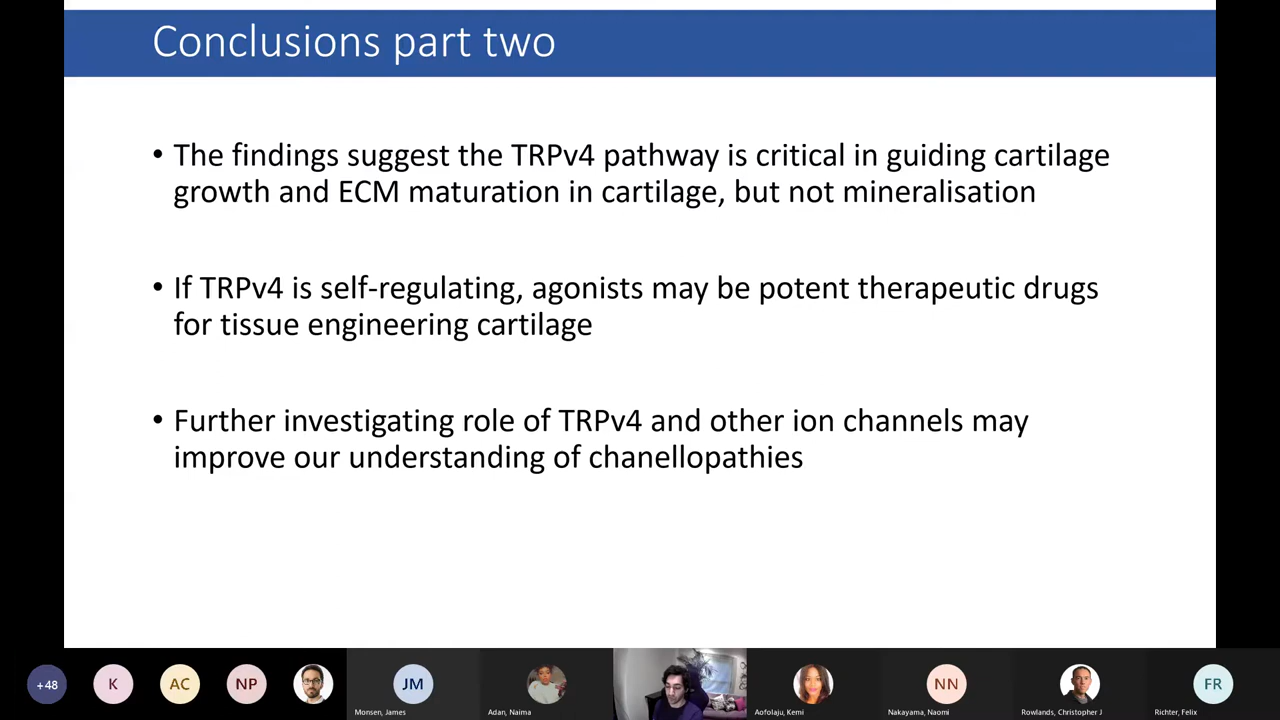 Conclusions part two
• The findings suggest the TRPv4 pathway is critical in guiding cartilage
growth and ECM maturation in cartilage, but not mineralisation
• If TRPv4 is self-regulating, agonists may be potent therapeutic drugs
for tissue engineering cartilage
• Further investigating role of TRPv4 and other ion channels may
improve our understanding of chanellopathies
+48
K
AC
NP
JM
Monsen, James
Adan, Naima
Aofolaju, Kemi
NN
Nakayama, Naomi
Rowlands, Christopher J
FR
Richter, Felix